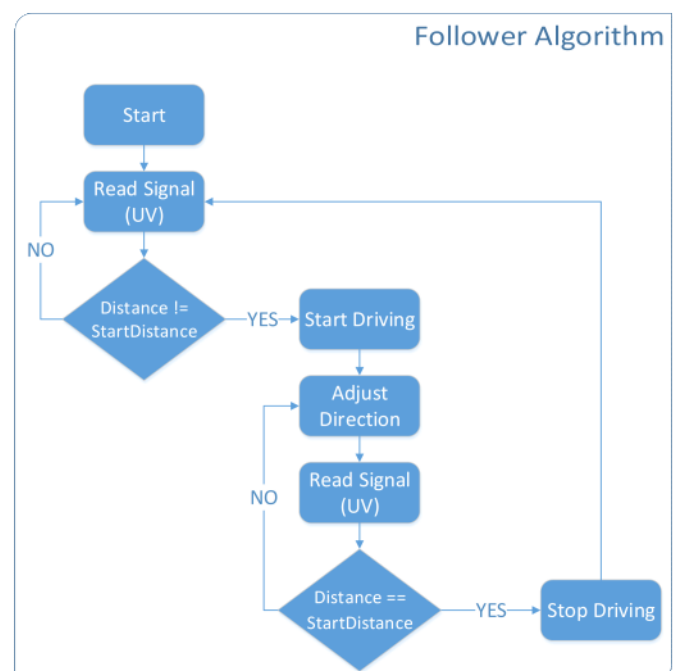 Follower Algorithm
Start
Read Signal
(UV)
NO
Distance !=
StartDistance
YES
Start Driving
Adjust
Direction
Read Signal
(UV)
NO
Distance ==
StartDistance
YES
Stop Driving